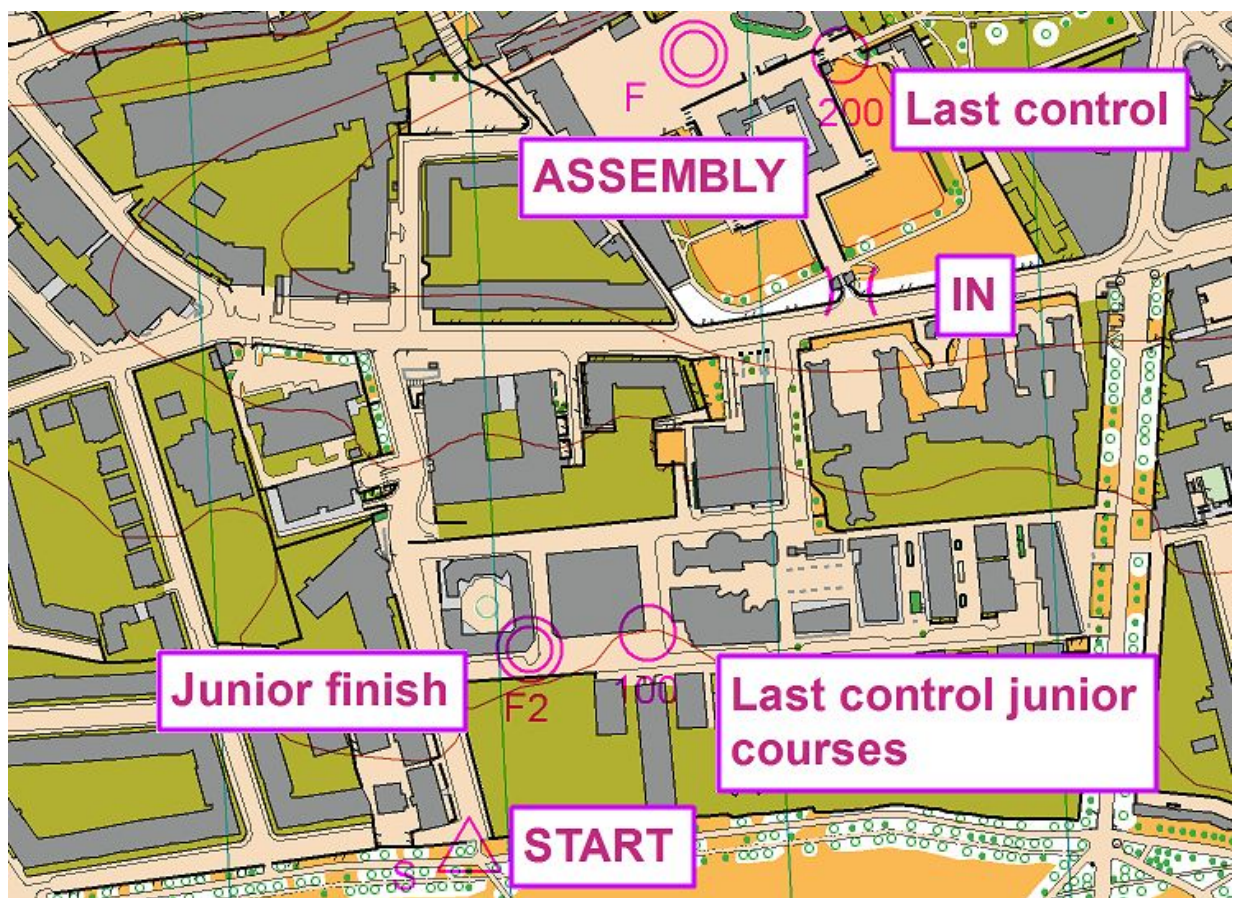 F
200
Last control
ASSEMBLY
IN
Junior finish
F2
100
Last control junior
courses
START
S